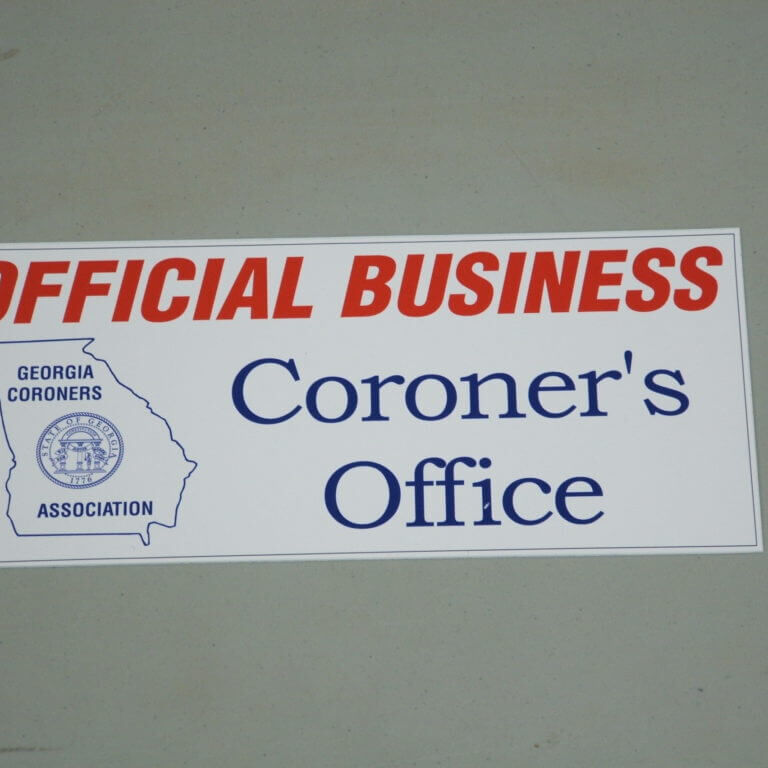 OFFICIAL BUSINESS
GEORGIA
CORONERS
STATE OF GEORGIA
1776
ASSOCIATION
Coroner's
Office